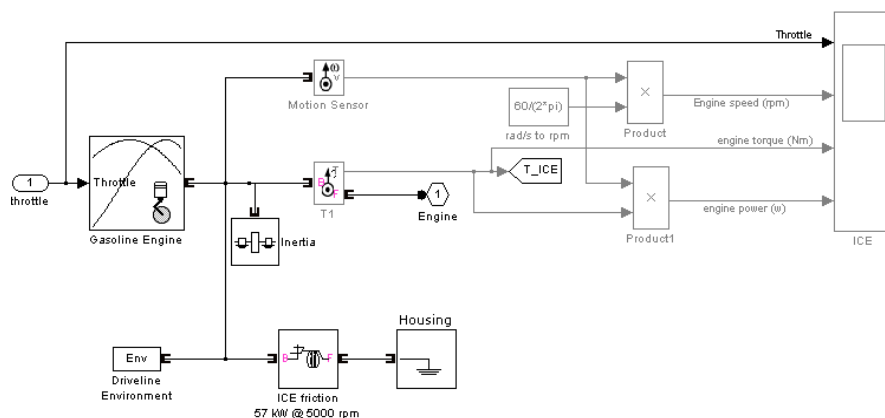 Throttle
ω
v
Motion Sensor
60/(2*pi)
rad/s to rpm
×
Product
Engine speed (rpm)
engine torque (Nm)
1
throttle
Throttle
Gasoline Engine
B
F
T1
T_ICE
1
Engine
Inertia
×
Product1
engine power (w)
ICE
Env
Driveline
Environment
B
F
ICE friction
57 kW @ 5000 rpm
Housing